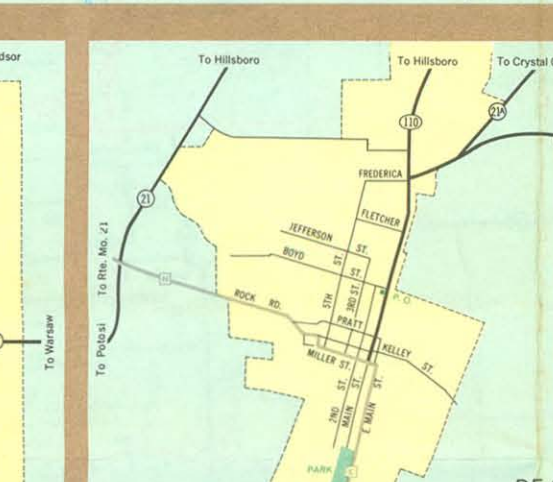 To Hillsboro
To Hillsboro
To Crystal
21A
110
FREDERICA
21
FLETCHER
JEFFERSON ST.
BOYD ST.
To Rte. Mo. 21
5TH ST.
3RD ST.
P. O.
ROCK RD.
PRATT
KELLEY ST.
MILLER ST.
To Warsaw
To Potosi
2ND ST.
MAIN ST.
E. MAIN ST.
PARK